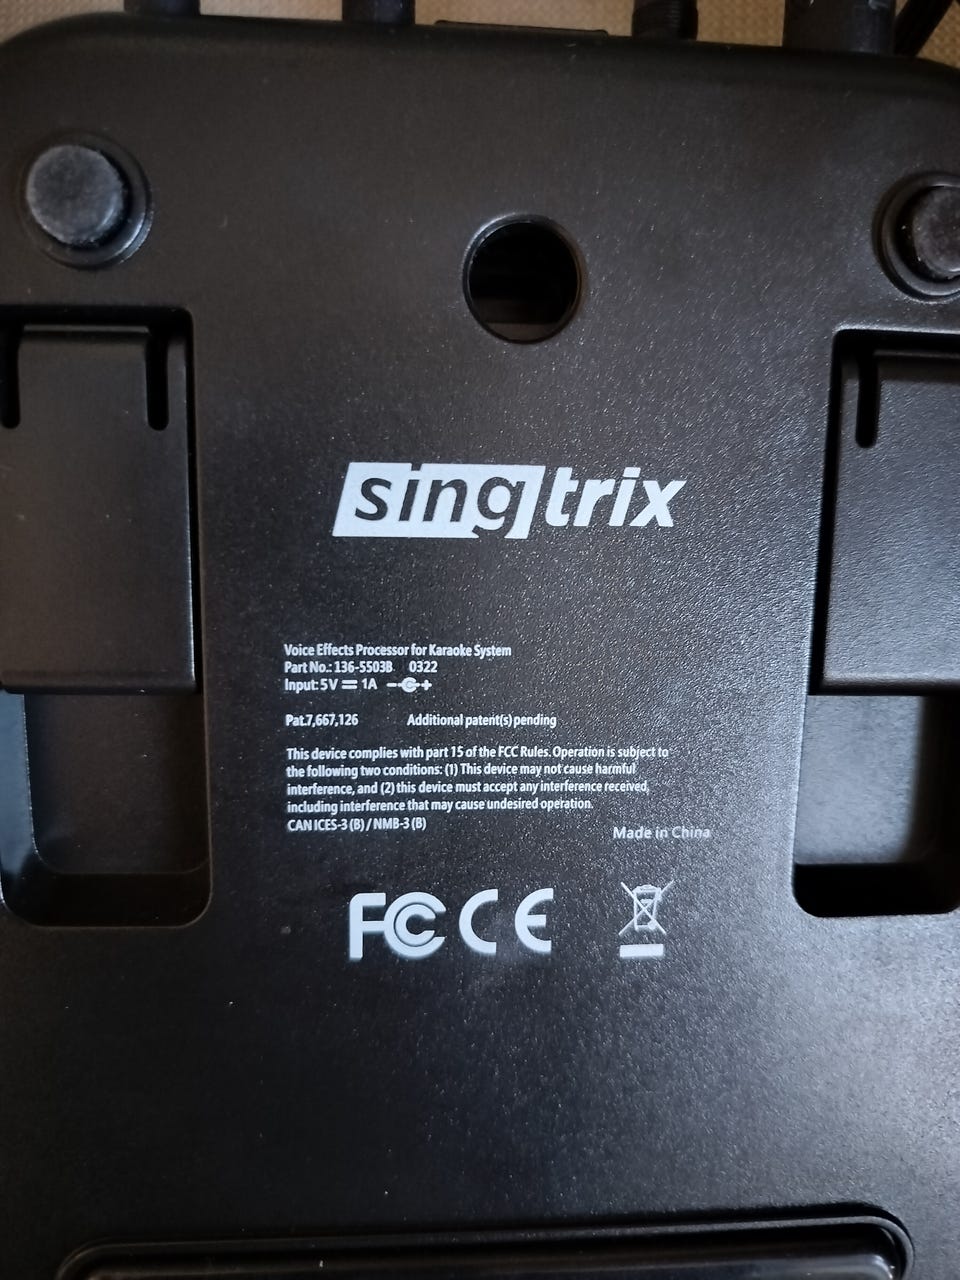 singtrix
Voice Effects Processor for Karaoke System
Part No.: 136-5503B 0322
Input: 5V 1A
Pat.7,667,126 Additional patent(s) pending
This device complies with part 15 of the FCC Rules. Operation is subject to
the following two conditions: (1) This device may not cause harmful
interference, and (2) this device must accept any interference received,
including interference that may cause undesired operation.
CAN ICES-3 (B) / NMB-3 (B)
Made in China
FC CE